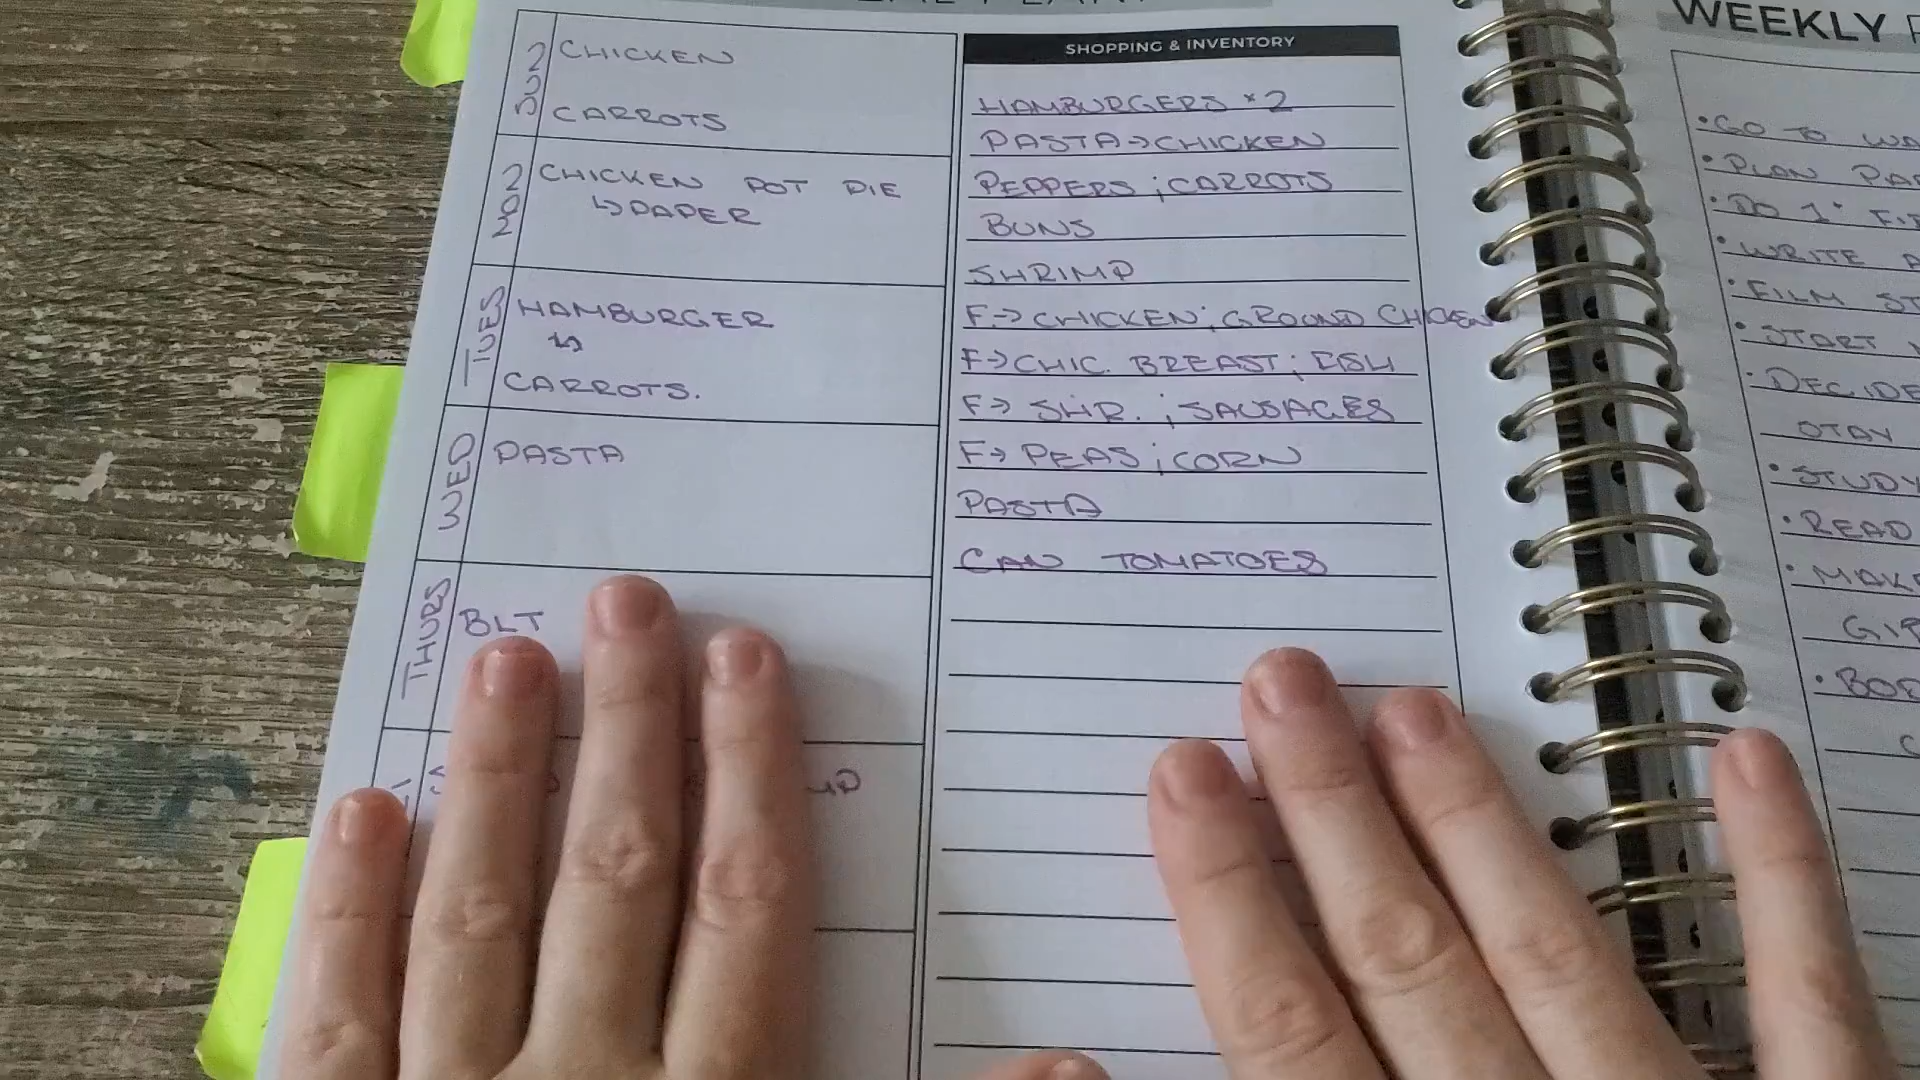 SHOPPING & INVENTORY
SUN
CHICKEN
CARROTS
MON
CHICKEN POT PIE
↳ PAPER
TUES
HAMBURGER
↳
CARROTS.
WED
PASTA
THURS
BLT
HAMBURGERS * 2
PASTA → CHICKEN
PEPPERS ; CARROTS
BUNS
SHRIMP
F.→ CHICKEN ; GROUND CHICKEN
F→ CHIC. BREAST ; FISH
F→ SHR. ; SAUSAGES
F→ PEAS ; CORN
PASTA
CAN TOMATOES
WEEKLY
• GO TO
• PLAN
• DO 1
• WRITE
• FILM
• START
• DECIDE
OTAY
• STUDY
• READ
• MAKE